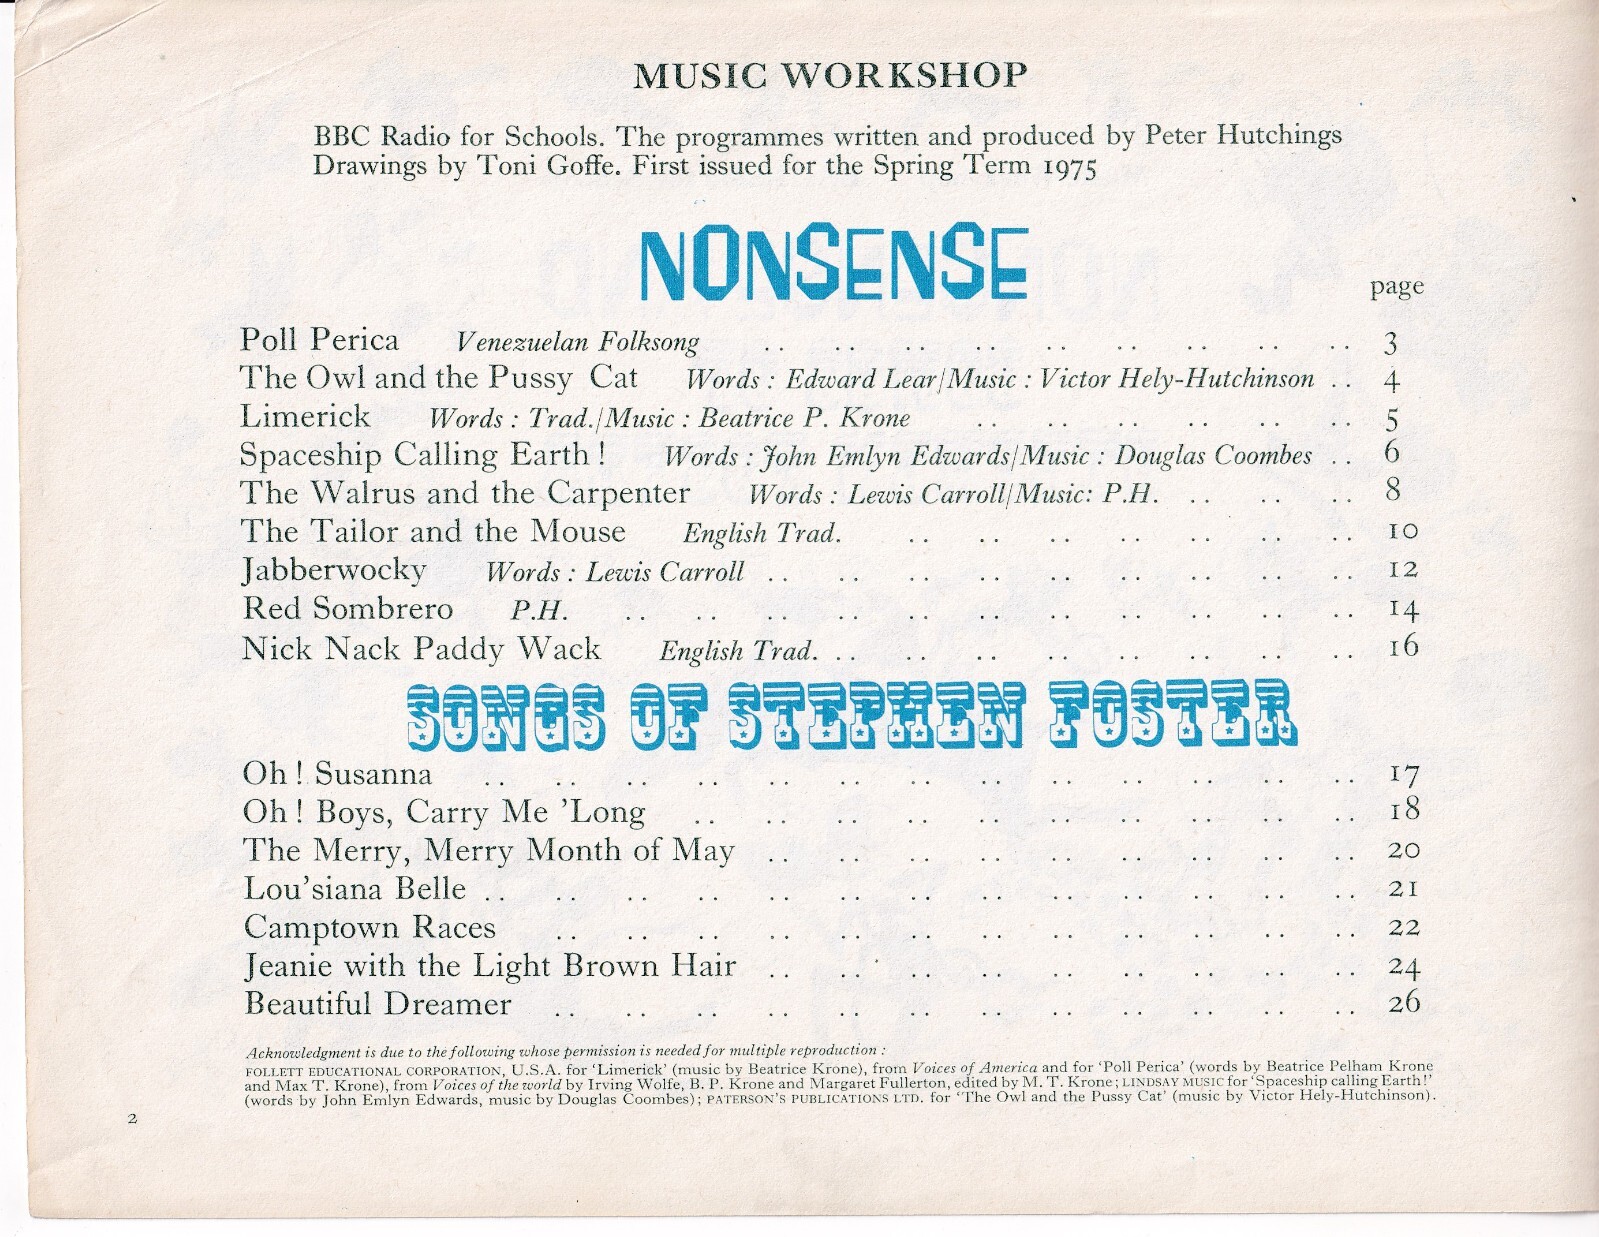 MUSIC WORKSHOP
BBC Radio for Schools. The programmes written and produced by Peter Hutchings
Drawings by Toni Goffe. First issued for the Spring Term 1975
NONSENSE
page
Poll Perica Venezuelan Folksong .. .. .. .. .. .. .. .. .. 3
The Owl and the Pussy Cat Words : Edward Lear/Music : Victor Hely-Hutchinson .. 4
Limerick Words : Trad./Music : Beatrice P. Krone .. .. .. .. .. .. 5
Spaceship Calling Earth ! Words : John Emlyn Edwards/Music : Douglas Coombes .. 6
The Walrus and the Carpenter Words : Lewis Carroll/Music: P.H. .. .. .. 8
The Tailor and the Mouse English Trad. .. .. .. .. .. .. .. 10
Jabberwocky Words : Lewis Carroll .. .. .. .. .. .. .. .. .. 12
Red Sombrero P.H. .. .. .. .. .. .. .. .. .. .. .. 14
Nick Nack Paddy Wack English Trad. .. .. .. .. .. .. .. .. 16
SONGS OF STEPHEN FOSTER
Oh ! Susanna .. .. .. .. .. .. .. .. .. .. .. .. .. 17
Oh ! Boys, Carry Me ’Long .. .. .. .. .. .. .. .. .. .. 18
The Merry, Merry Month of May .. .. .. .. .. .. .. .. .. 20
Lou’siana Belle .. .. .. .. .. .. .. .. .. .. .. .. .. 21
Camptown Races .. .. .. .. .. .. .. .. .. .. .. .. 22
Jeanie with the Light Brown Hair .. .. .. .. .. .. .. .. .. 24
Beautiful Dreamer .. .. .. .. .. .. .. .. .. .. .. .. 26
Acknowledgment is due to the following whose permission is needed for multiple reproduction :
FOLLETT EDUCATIONAL CORPORATION, U.S.A. for ‘Limerick’ (music by Beatrice Krone), from Voices of America and for ‘Poll Perica’ (words by Beatrice Pelham Krone
and Max T. Krone), from Voices of the world by Irving Wolfe, B. P. Krone and Margaret Fullerton, edited by M. T. Krone; LINDSAY MUSIC for ‘Spaceship calling Earth!’
(words by John Emlyn Edwards, music by Douglas Coombes); PATERSON’S PUBLICATIONS LTD. for ‘The Owl and the Pussy Cat’ (music by Victor Hely-Hutchinson).
2